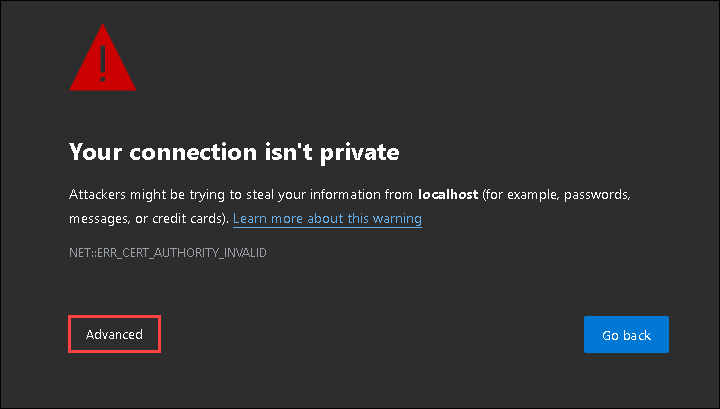 Your connection isn't private
Attackers might be trying to steal your information from localhost (for example, passwords,
messages, or credit cards). Learn more about this warning
NET::ERR_CERT_AUTHORITY_INVALID
Advanced
Go back